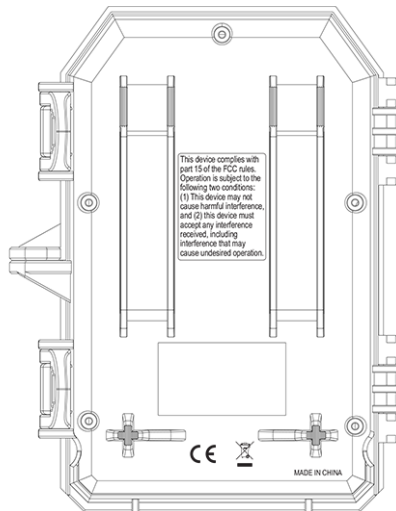 This device complies with
part 15 of the FCC rules.
Operation is subject to the
following two conditions:
(1) This device may not
cause harmful interference,
and (2) this device must
accept any interference
received, including
interference that may
cause undesired operation.
CE
MADE IN CHINA